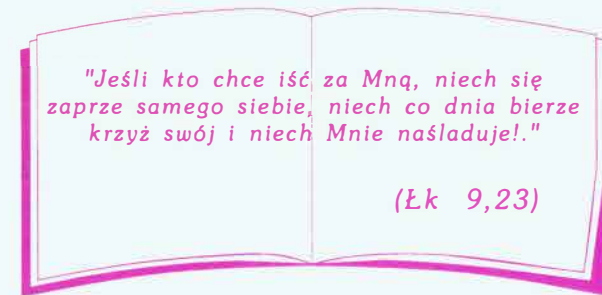 "Jeśli kto chce iść za Mną, niech się
zaprze samego siebie, niech co dnia bierze
krzyż swój i niech Mnie naśladuje!."
(Łk 9,23)